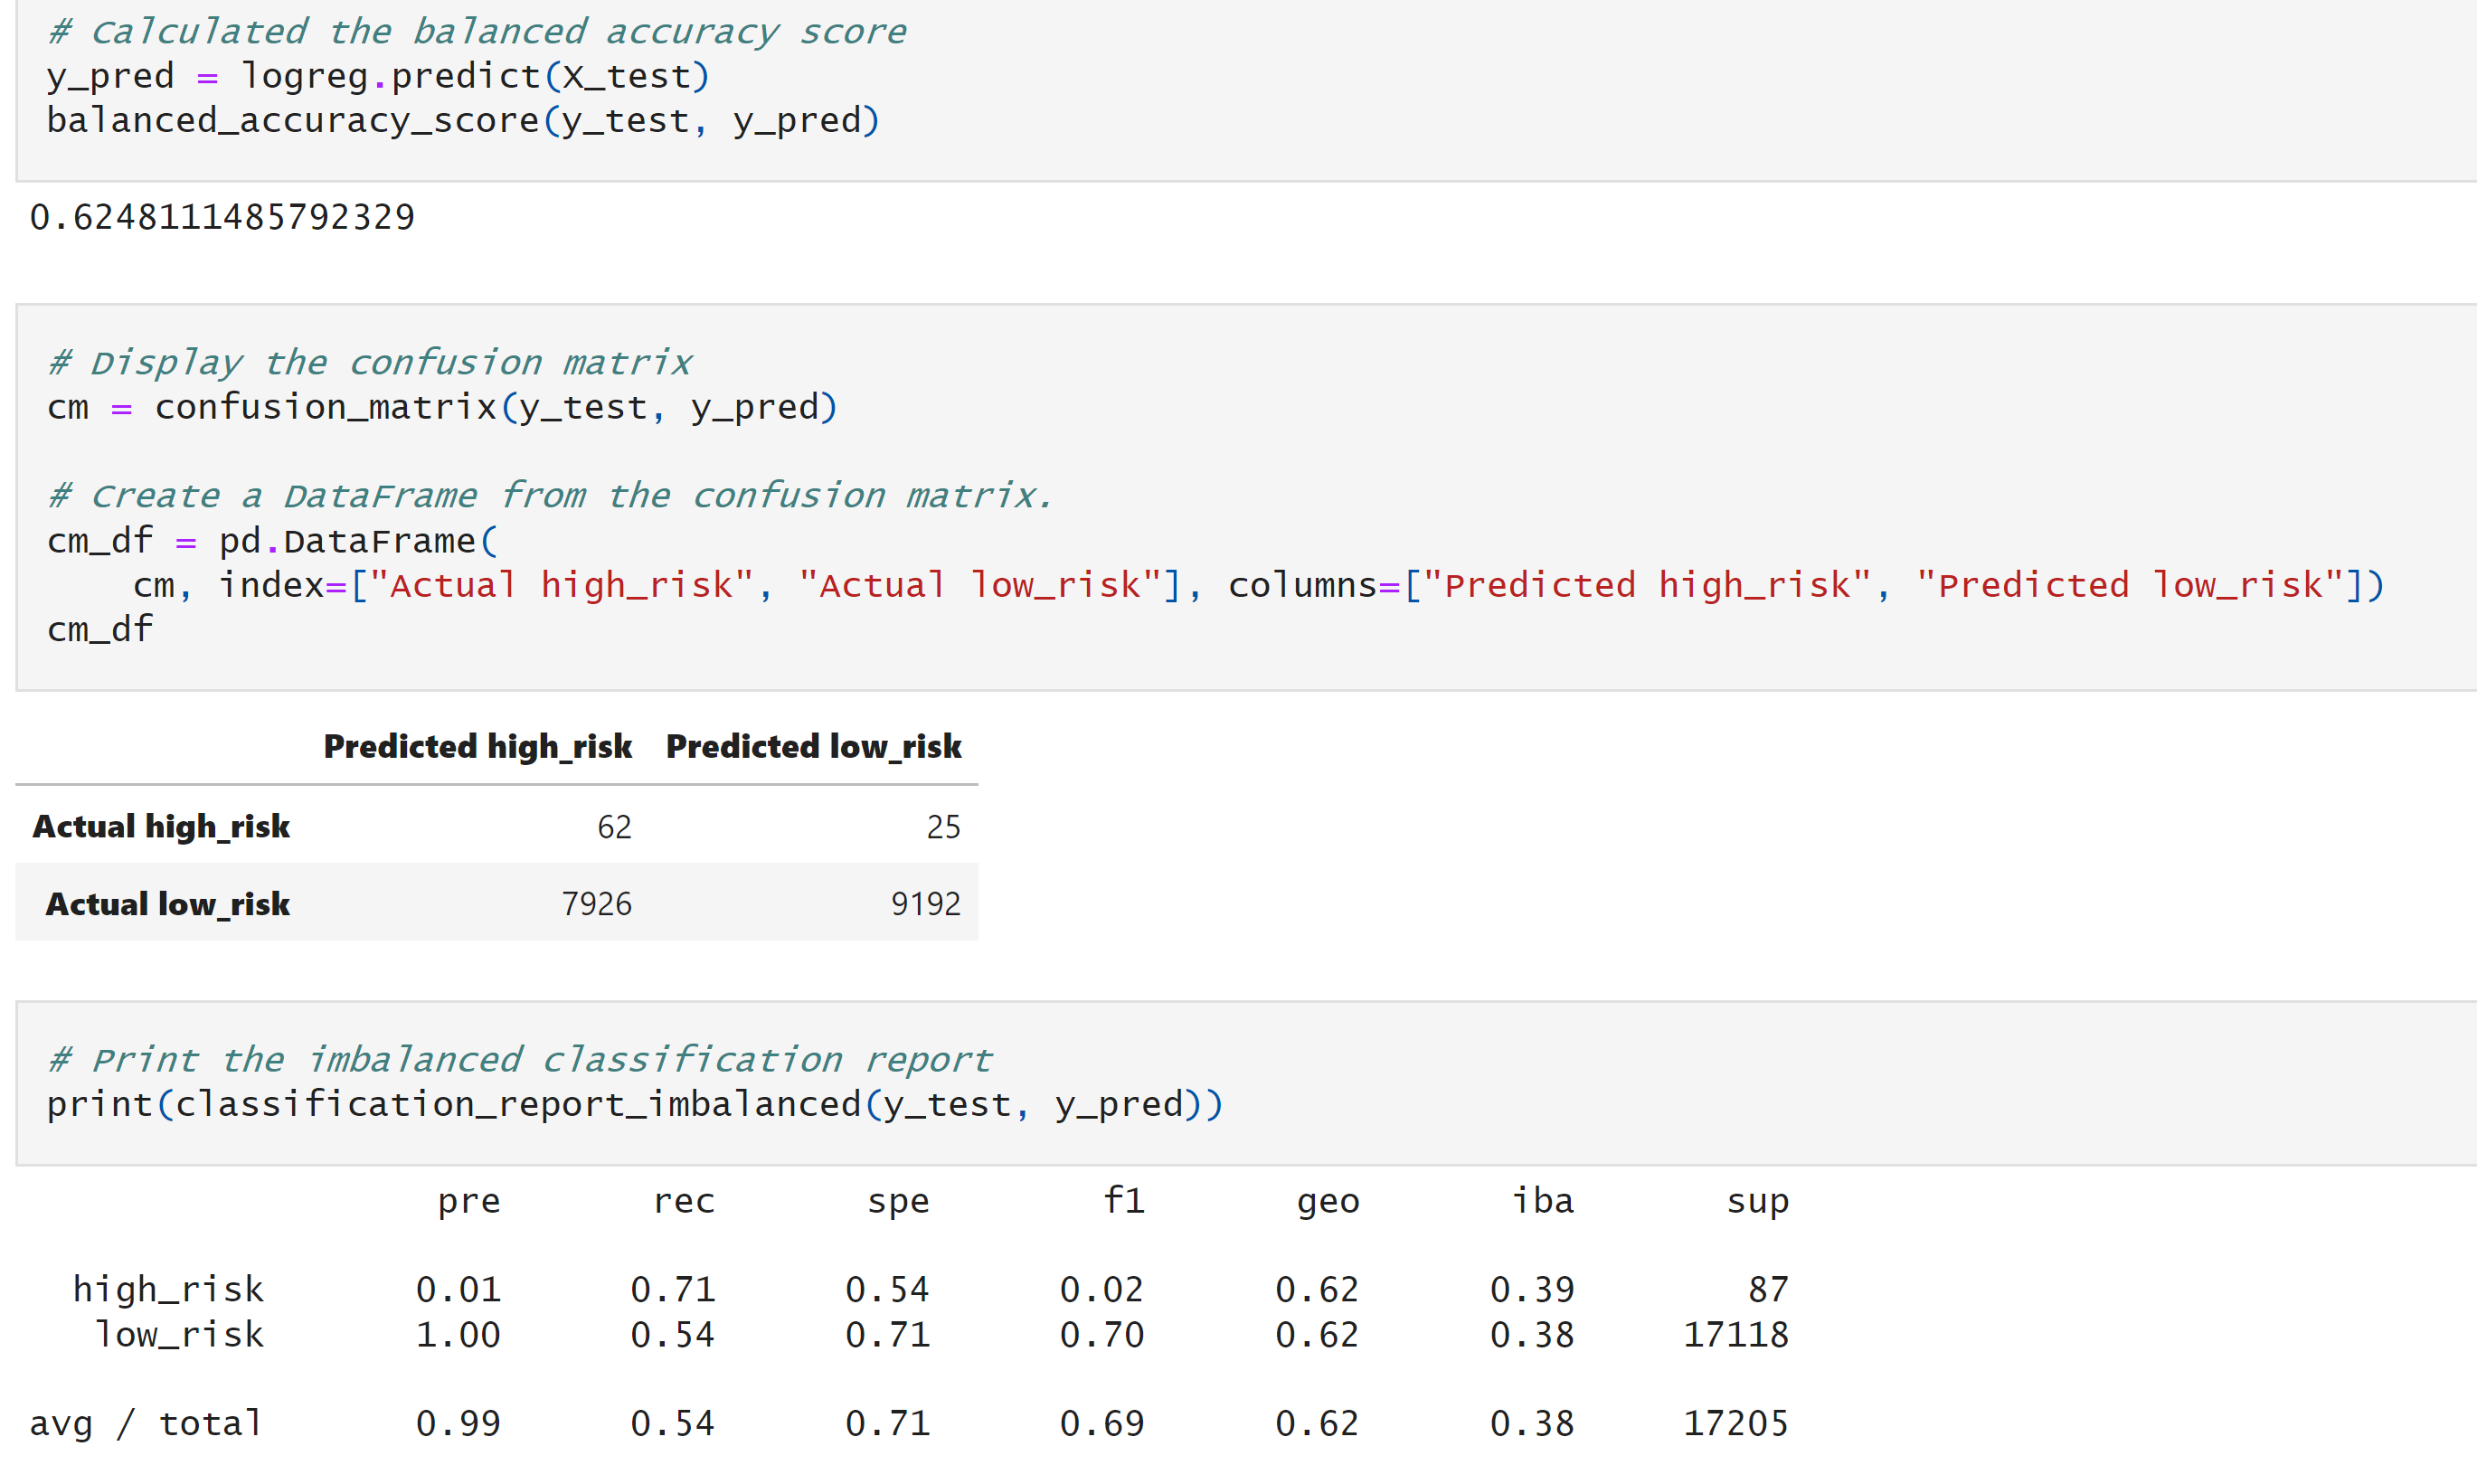 # Calculated the balanced accuracy score
y_pred = logreg.predict(X_test)
balanced_accuracy_score(y_test, y_pred)
0.6248111485792329
# Display the confusion matrix
cm = confusion_matrix(y_test, y_pred)
# Create a DataFrame from the confusion matrix.
cm_df = pd.DataFrame(
    cm, index=["Actual high_risk", "Actual low_risk"], columns=["Predicted high_risk", "Predicted low_risk"])
cm_df
Predicted high_risk Predicted low_risk
Actual high_risk 62 25
Actual low_risk 7926 9192
# Print the imbalanced classification report
print(classification_report_imbalanced(y_test, y_pred))
pre rec spe f1 geo iba sup
high_risk 0.01 0.71 0.54 0.02 0.62 0.39 87
low_risk 1.00 0.54 0.71 0.70 0.62 0.38 17118
avg / total 0.99 0.54 0.71 0.69 0.62 0.38 17205